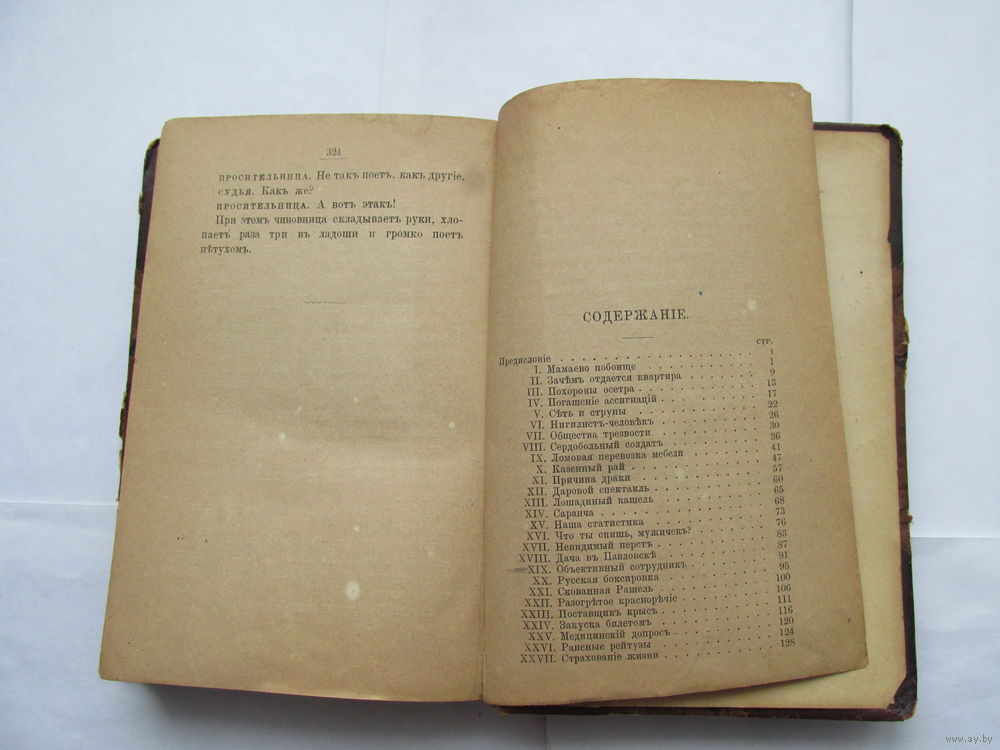 324
ПРОСИТЕЛЬНИЦА. Не такъ поетъ, какъ другіе.
СУДЬЯ. Какъ же?
ПРОСИТЕЛЬНИЦА. А вотъ этакъ!
При этомъ чиновница складываетъ руки, хло-
паетъ раза три въ ладоши и громко поетъ
пѣтухомъ.
СОДЕРЖАНІЕ.
СТР.
Предисловіе . . . . . . . . . . . . 1
I. Мамаево побоище . . . . . . . . 1
II. Зачѣмъ отдается квартира . . . . . . 9
III. Похороны осетра . . . . . . . . 13
IV. Погашеніе ассигнацій . . . . . . . 17
V. Сѣть и струны . . . . . . . . 22
VI. Нигилистъ-человѣкъ . . . . . . . 26
VII. Общества трезвости . . . . . . . 30
VIII. Сердобольный солдатъ . . . . . . . 36
IX. Ломовая перевозка мебели . . . . . . 41
X. Казенный рай . . . . . . . . 47
XI. Причина драки . . . . . . . . 57
XII. Даровой спектакль . . . . . . . 60
XIII. Лошадиный кашель . . . . . . . 65
XIV. Саранча . . . . . . . . . . 68
XV. Наша статистика . . . . . . . . 73
XVI. Что ты спишь, мужичекъ? . . . . . . 76
XVII. Невидимый перстъ . . . . . . . 83
XVIII. Дача въ Павловскѣ . . . . . . . 87
XIX. Объективный сотрудникъ . . . . . . 91
XX. Русская боксировка . . . . . . . 95
XXI. Скованная Рашель . . . . . . . 100
XXII. Разогрѣтое краснорѣчіе . . . . . . 106
XXIII. Поставщикъ крысъ . . . . . . . 111
XXIV. Закуска билетомъ . . . . . . . 116
XXV. Медицинскій допросъ . . . . . . . 120
XXVI. Раненые рейтузы . . . . . . . . 124
XXVII. Страхованіе жизни . . . . . . . 128
www.ay.by